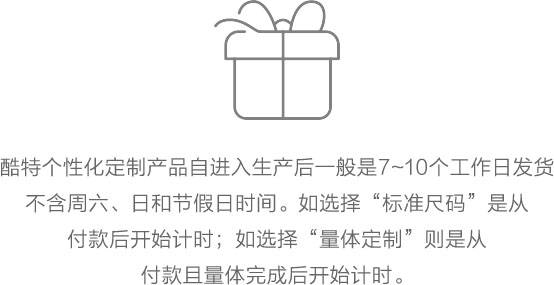 酷特个性化定制产品自进入生产后一般是7~10个工作日发货
不含周六、日和节假日时间。如选择“标准尺码”是从
付款后开始计时；如选择“量体定制”则是从
付款且量体完成后开始计时。